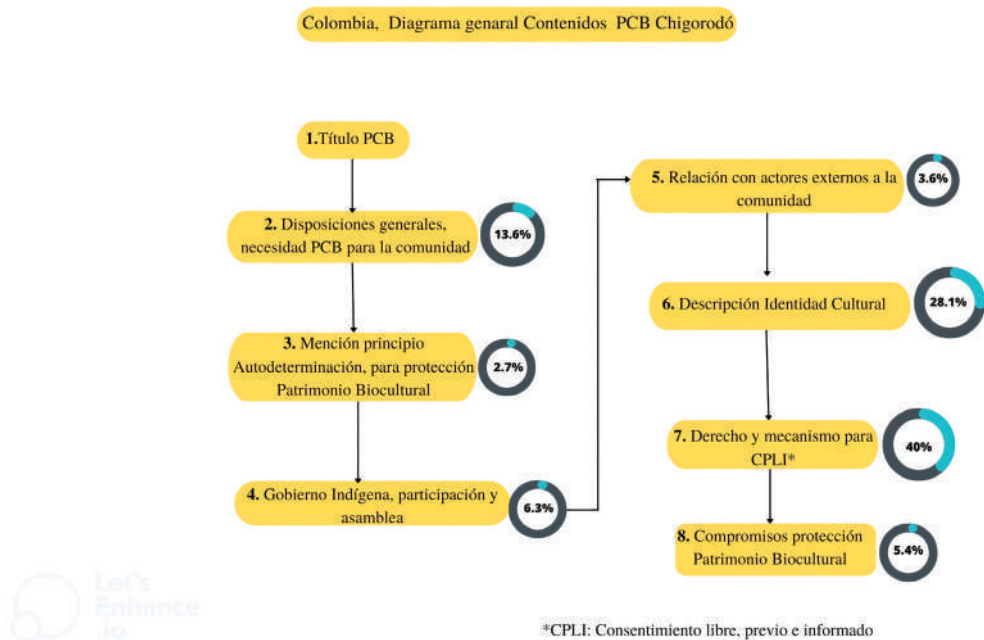 Colombia, Diagrama genaral Contenidos PCB Chigorodó
1.Título PCB
2. Disposiciones generales,
necesidad PCB para la comunidad
13.6%
3. Mención principio
Autodeterminación, para protección
Patrimonio Biocultural
2.7%
4. Gobierno Indígena, participación y
asamblea
6.3%
5. Relación con actores externos a la
comunidad
3.6%
6. Descripción Identidad Cultural
28.1%
7. Derecho y mecanismo para
CPLI*
40%
8. Compromisos protección
Patrimonio Biocultural
5.4%
Let's
Enhance
.io
*CPLI: Consentimiento libre, previo e informado